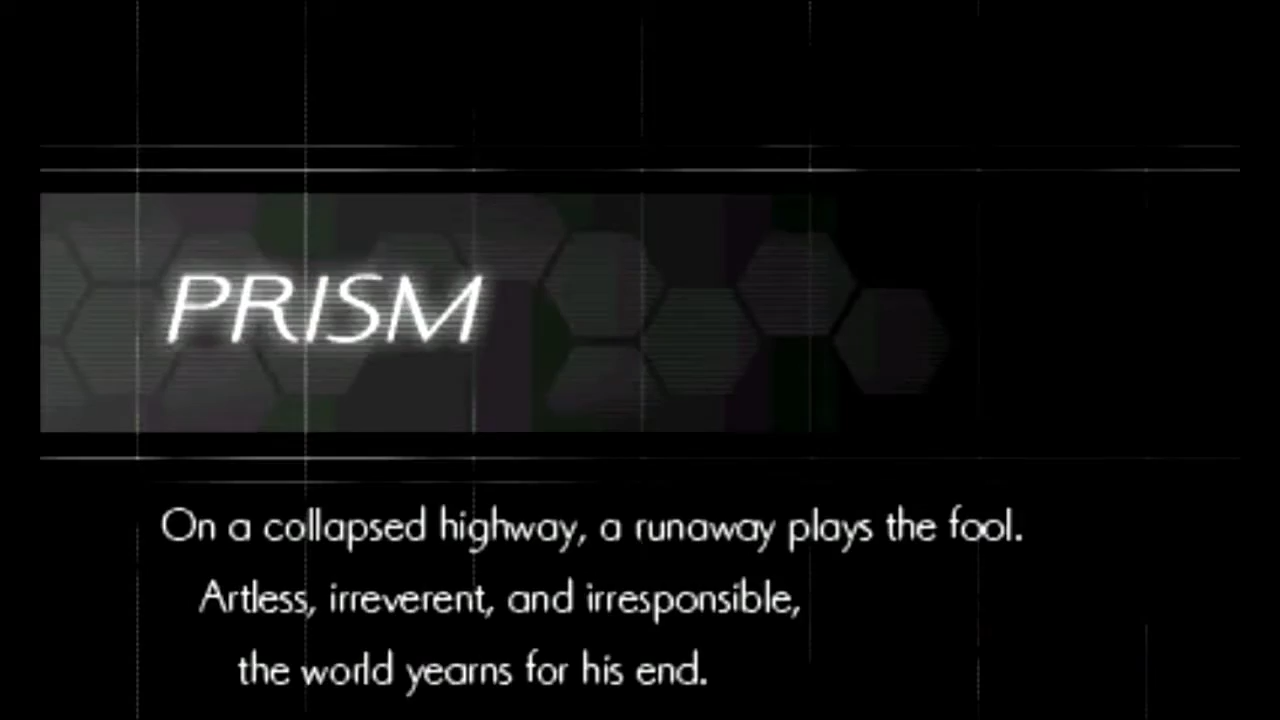 PRISM
On a collapsed highway, a runaway plays the fool.
Artless, irreverent, and irresponsible,
the world yearns for his end.